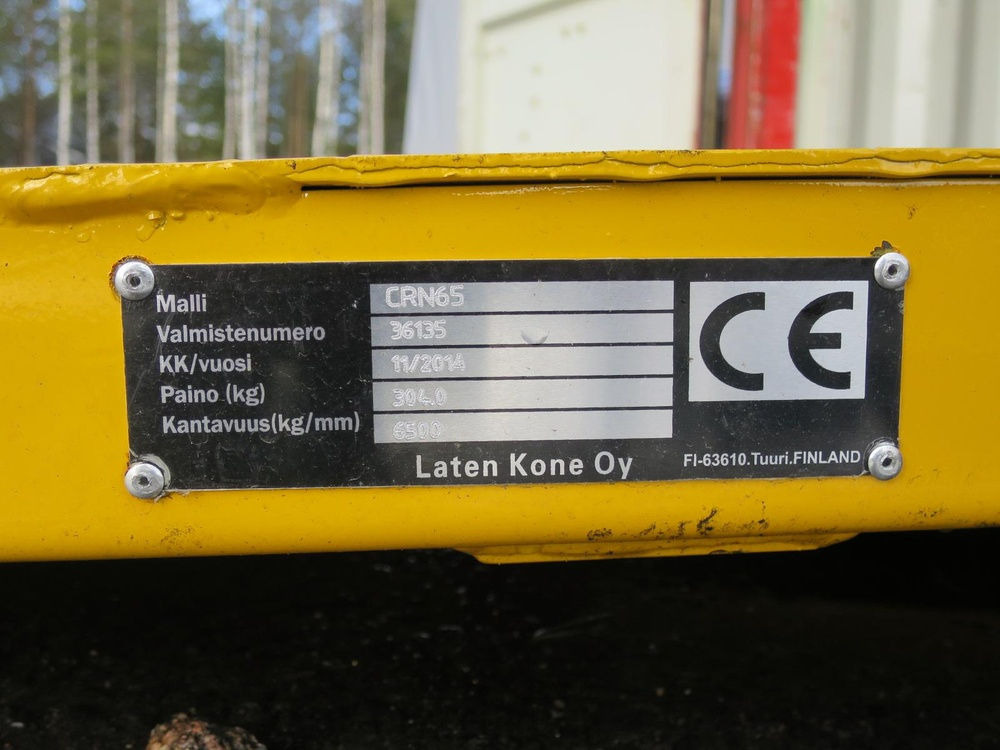 Malli CRN65
Valmistenumero 36135
KK/vuosi 11/2014
Paino (kg) 304.0
Kantavuus(kg/mm) 6500
CE
Laten Kone Oy
FI-63610.Tuuri.FINLAND